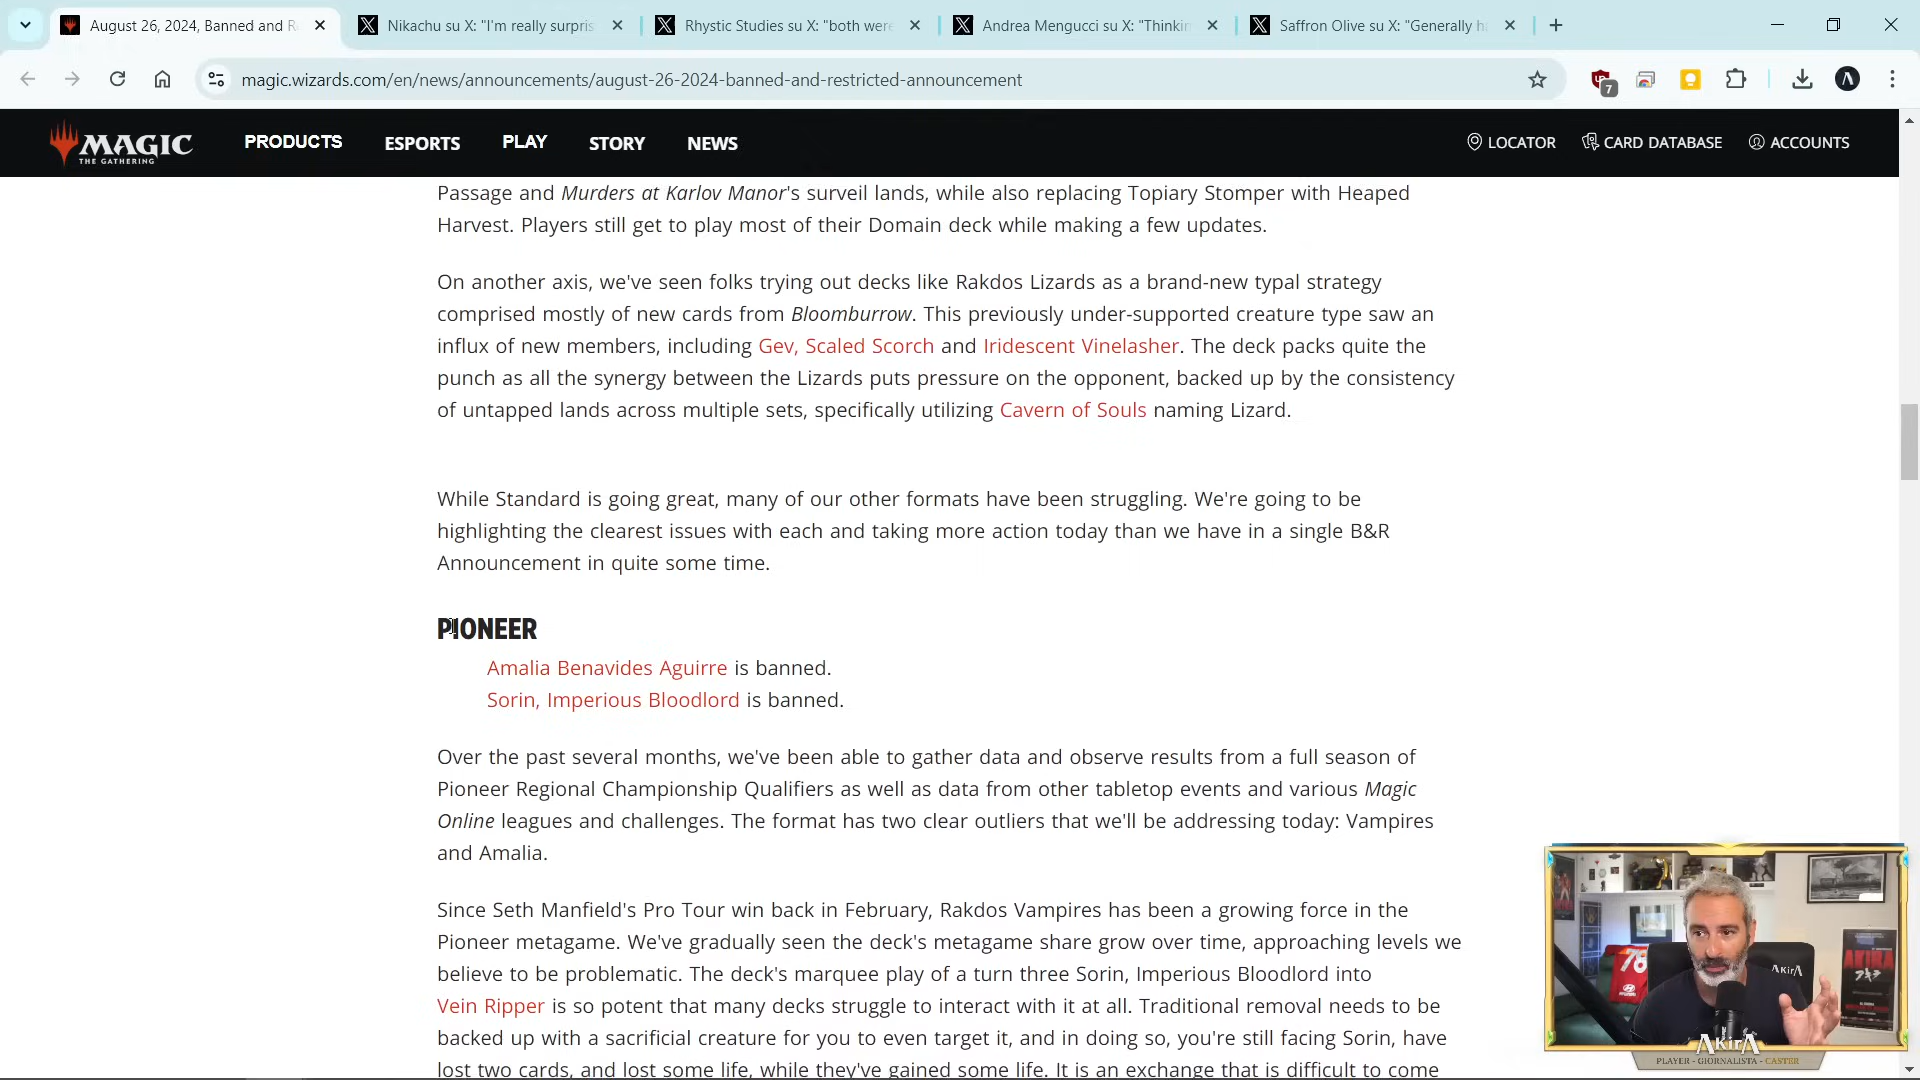 August 26, 2024, Banned and R
Nikachu su X: "I'm really surpris
Rhystic Studies su X: "both were
Andrea Mengucci su X: "Thinkin
Saffron Olive su X: "Generally h
magic.wizards.com/en/news/announcements/august-26-2024-banned-and-restricted-announcement
7
MAGIC
THE GATHERING
PRODUCTS
ESPORTS
PLAY
STORY
NEWS
LOCATOR
CARD DATABASE
ACCOUNTS
Passage and Murders at Karlov Manor's surveil lands, while also replacing Topiary Stomper with Heaped
Harvest. Players still get to play most of their Domain deck while making a few updates.
On another axis, we've seen folks trying out decks like Rakdos Lizards as a brand-new typal strategy
comprised mostly of new cards from Bloomburrow. This previously under-supported creature type saw an
influx of new members, including Gev, Scaled Scorch and Iridescent Vinelasher. The deck packs quite the
punch as all the synergy between the Lizards puts pressure on the opponent, backed up by the consistency
of untapped lands across multiple sets, specifically utilizing Cavern of Souls naming Lizard.
While Standard is going great, many of our other formats have been struggling. We're going to be
highlighting the clearest issues with each and taking more action today than we have in a single B&R
Announcement in quite some time.
PIONEER
Amalia Benavides Aguirre is banned.
Sorin, Imperious Bloodlord is banned.
Over the past several months, we've been able to gather data and observe results from a full season of
Pioneer Regional Championship Qualifiers as well as data from other tabletop events and various Magic
Online leagues and challenges. The format has two clear outliers that we'll be addressing today: Vampires
and Amalia.
Since Seth Manfield's Pro Tour win back in February, Rakdos Vampires has been a growing force in the
Pioneer metagame. We've gradually seen the deck's metagame share grow over time, approaching levels we
believe to be problematic. The deck's marquee play of a turn three Sorin, Imperious Bloodlord into
Vein Ripper is so potent that many decks struggle to interact with it at all. Traditional removal needs to be
backed up with a sacrificial creature for you to even target it, and in doing so, you're still facing Sorin, have
lost two cards, and lost some life, while they've gained some life. It is an exchange that is difficult to come
76
AKirA
AKIRA
AKirA
PLAYER - GIORNALISTA - CASTER